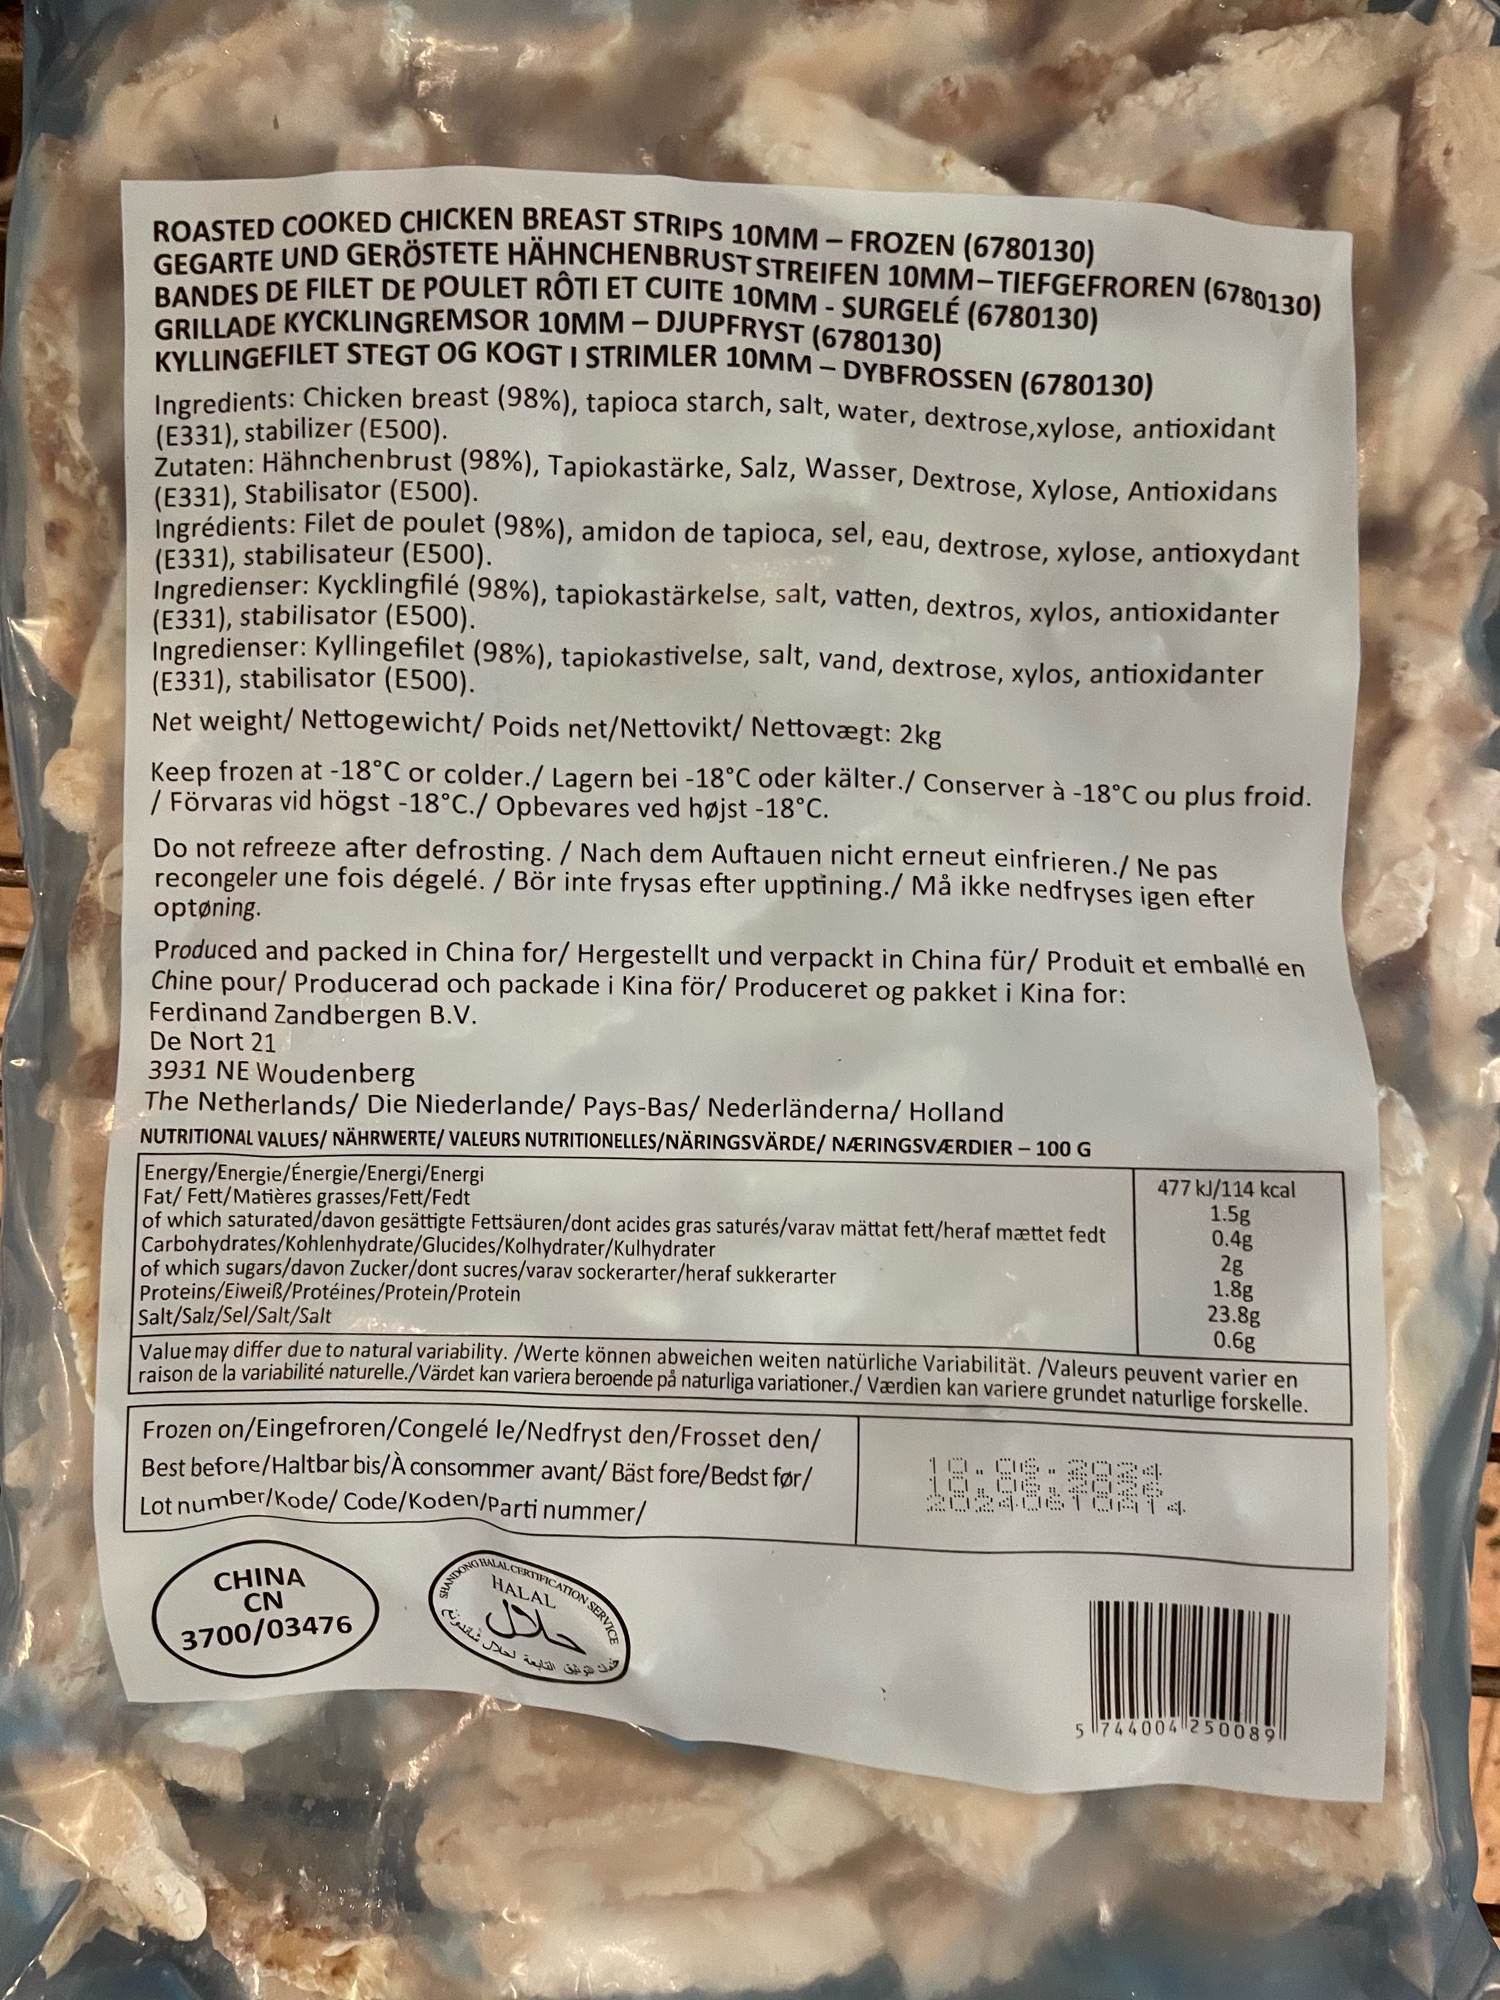 ROASTED COOKED CHICKEN BREAST STRIPS 10MM – FROZEN (6780130)
GEGARTE UND GERÖSTETE HÄHNCHENBRUST STREIFEN 10MM–TIEFGEFROREN (6780130)
BANDES DE FILET DE POULET RÔTI ET CUITE 10MM - SURGELÉ (6780130)
GRILLADE KYCKLINGREMSOR 10MM – DJUPFRYST (6780130)
KYLLINGEFILET STEGT OG KOGT I STRIMLER 10MM – DYBFROSSEN (6780130)
Ingredients: Chicken breast (98%), tapioca starch, salt, water, dextrose,xylose, antioxidant
(E331), stabilizer (E500).
Zutaten: Hähnchenbrust (98%), Tapiokastärke, Salz, Wasser, Dextrose, Xylose, Antioxidans
(E331), Stabilisator (E500).
Ingrédients: Filet de poulet (98%), amidon de tapioca, sel, eau, dextrose, xylose, antioxydant
(E331), stabilisateur (E500).
Ingredienser: Kycklingfilé (98%), tapiokastärkelse, salt, vatten, dextros, xylos, antioxidanter
(E331), stabilisator (E500).
Ingredienser: Kyllingefilet (98%), tapiokastivelse, salt, vand, dextrose, xylos, antioxidanter
(E331), stabilisator (E500).
Net weight/ Nettogewicht/ Poids net/Nettovikt/ Nettovægt: 2kg
Keep frozen at -18°C or colder./ Lagern bei -18°C oder kälter./ Conserver à -18°C ou plus froid.
/ Förvaras vid högst -18°C./ Opbevares ved højst -18°C.
Do not refreeze after defrosting. / Nach dem Auftauen nicht erneut einfrieren./ Ne pas
recongeler une fois dégelé. / Bör inte frysas efter upptining./ Må ikke nedfryses igen efter
optøning.
Produced and packed in China for/ Hergestellt und verpackt in China für/ Produit et emballé en
Chine pour/ Producerad och packade i Kina för/ Produceret og pakket i Kina for:
Ferdinand Zandbergen B.V.
De Nort 21
3931 NE Woudenberg
The Netherlands/ Die Niederlande/ Pays-Bas/ Nederländerna/ Holland
NUTRITIONAL VALUES/ NÄHRWERTE/ VALEURS NUTRITIONELLES/NÄRINGSVÄRDE/ NÆRINGSVÆRDIER – 100 G
Energy/Energie/Énergie/Energi/Energi 477 kJ/114 kcal
Fat/ Fett/Matières grasses/Fett/Fedt 1.5g
of which saturated/davon gesättigte Fettsäuren/dont acides gras saturés/varav mättat fett/heraf mættet fedt 0.4g
Carbohydrates/Kohlenhydrate/Glucides/Kolhydrater/Kulhydrater 2g
of which sugars/davon Zucker/dont sucres/varav sockerarter/heraf sukkerarter 1.8g
Proteins/Eiweiß/Protéines/Protein/Protein 23.8g
Salt/Salz/Sel/Salt/Salt 0.6g
Value may differ due to natural variability. /Werte können abweichen weiten natürliche Variabilität. /Valeurs peuvent varier en
raison de la variabilité naturelle./Värdet kan variera beroende på naturliga variationer./ Værdien kan variere grundet naturlige forskelle.
Frozen on/Eingefroren/Congelé le/Nedfryst den/Frosset den/
Best before/Haltbar bis/À consommer avant/ Bäst fore/Bedst før/
Lot number/Kode/ Code/Koden/Parti nummer/
CHINA
CN
3700/03476
SHANDONG HALAL CERTIFICATION SERVICE
HALAL
حلال
5 744004 250089